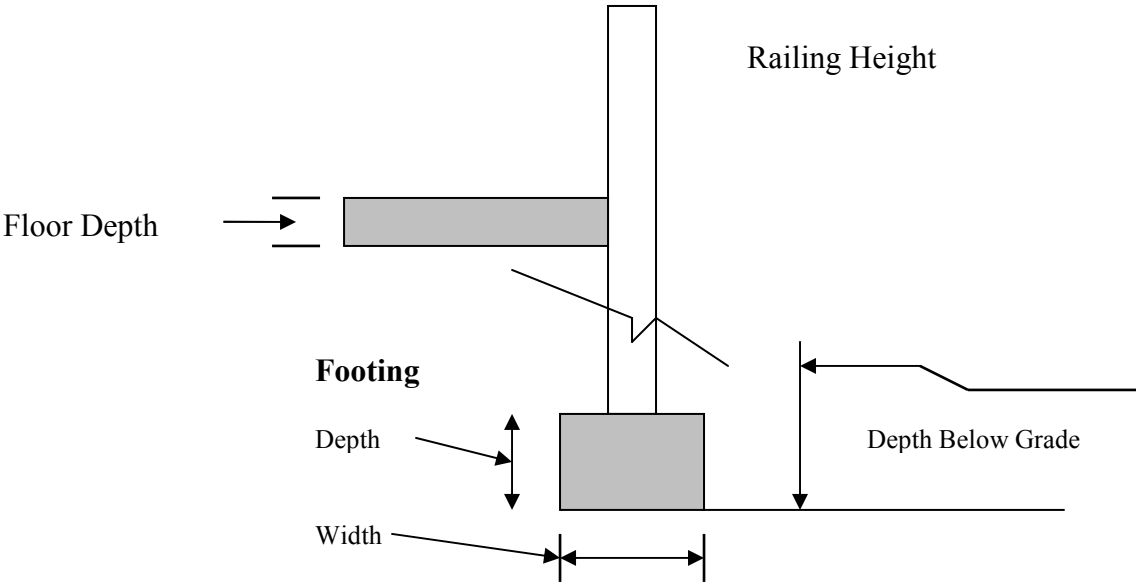 Railing Height
Floor Depth
Footing
Depth
Depth Below Grade
Width